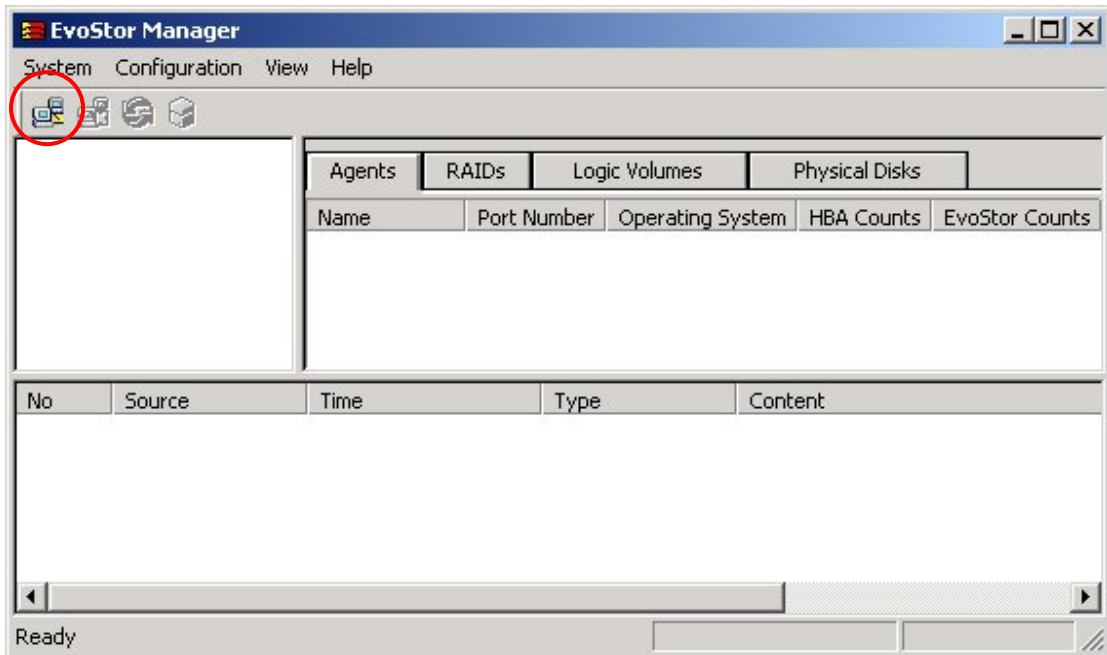 EvoStor Manager
System Configuration View Help
Agents RAIDs Logic Volumes Physical Disks
Name Port Number Operating System HBA Counts EvoStor Counts
No Source Time Type Content
Ready